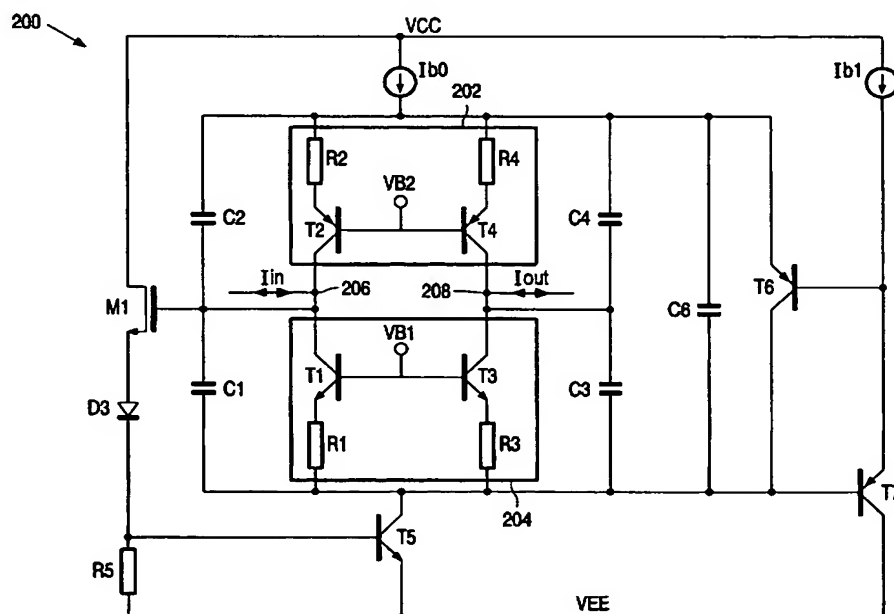 200
VCC
Ib0
Ib1
202
R2
R4
VB2
C2
C4
T2
T4
Iin
Iout
206
208
T6
C6
M1
VB1
T1
T3
C1
C3
D3
R1
R3
204
T5
R5
VEE